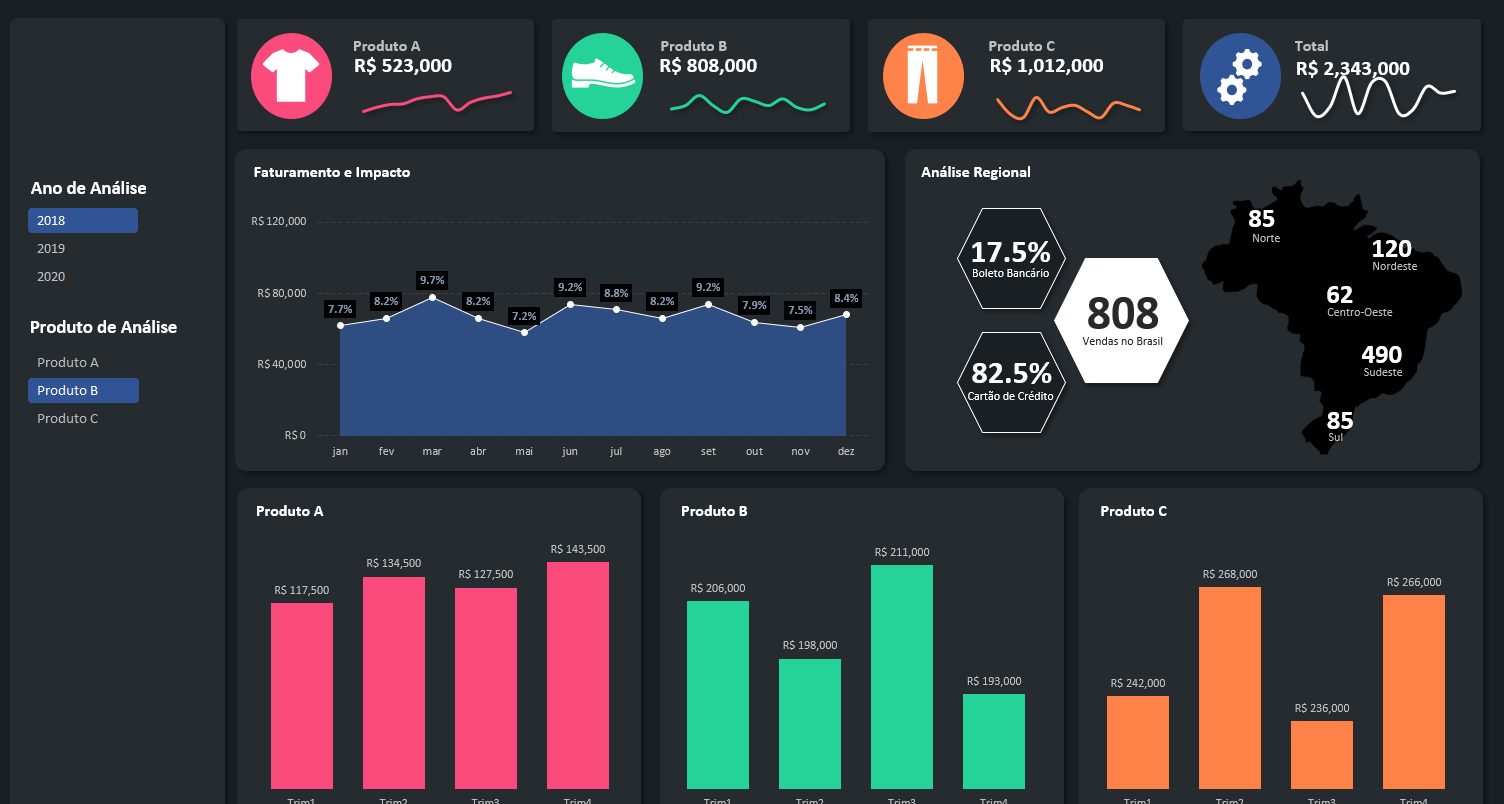 Produto A
R$ 523,000
Produto B
R$ 808,000
Produto C
R$ 1,012,000
Total
R$ 2,343,000
Ano de Análise
2018
2019
2020
Produto de Análise
Produto A
Produto B
Produto C
Faturamento e Impacto
R$ 120,000
R$ 80,000
R$ 40,000
R$ 0
7.7%
8.2%
9.7%
8.2%
7.2%
9.2%
8.8%
8.2%
9.2%
7.9%
7.5%
8.4%
jan
fev
mar
abr
mai
jun
jul
ago
set
out
nov
dez
Análise Regional
17.5%
Boleto Bancário
82.5%
Cartão de Crédito
808
Vendas no Brasil
85
Norte
120
Nordeste
62
Centro-Oeste
490
Sudeste
85
Sul
Produto A
R$ 117,500
R$ 134,500
R$ 127,500
R$ 143,500
Trim1
Trim2
Trim3
Trim4
Produto B
R$ 206,000
R$ 198,000
R$ 211,000
R$ 193,000
Trim1
Trim2
Trim3
Trim4
Produto C
R$ 242,000
R$ 268,000
R$ 236,000
R$ 266,000
Trim1
Trim2
Trim3
Trim4